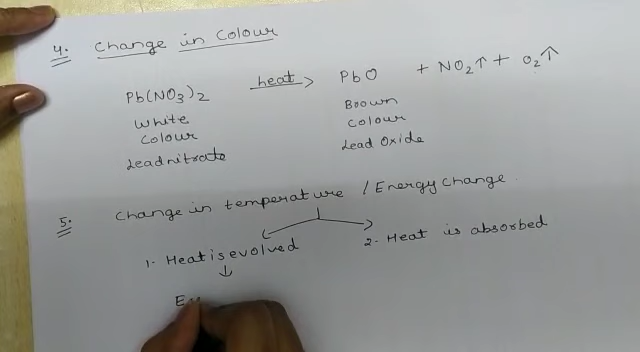 4. Change in Colour
Pb(NO3)2 heat > PbO + NO2↑ + O2↑
White Brown
Colour Colour
Lead nitrate Lead Oxide
5. Change in temperature / Energy Change.
1- Heat is evolved 2- Heat is absorbed
↓